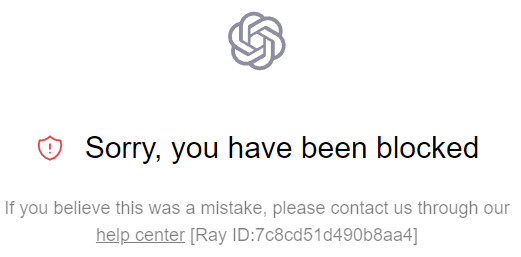 Sorry, you have been blocked
If you believe this was a mistake, please contact us through our
help center [Ray ID:7c8cd51d490b8aa4]